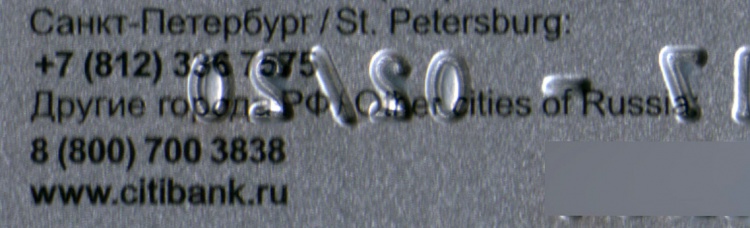 Санкт-Петербург / St. Petersburg:
+7 (812) 336 7575
Другие города РФ / Other cities of Russia:
8 (800) 700 3838
www.citibank.ru